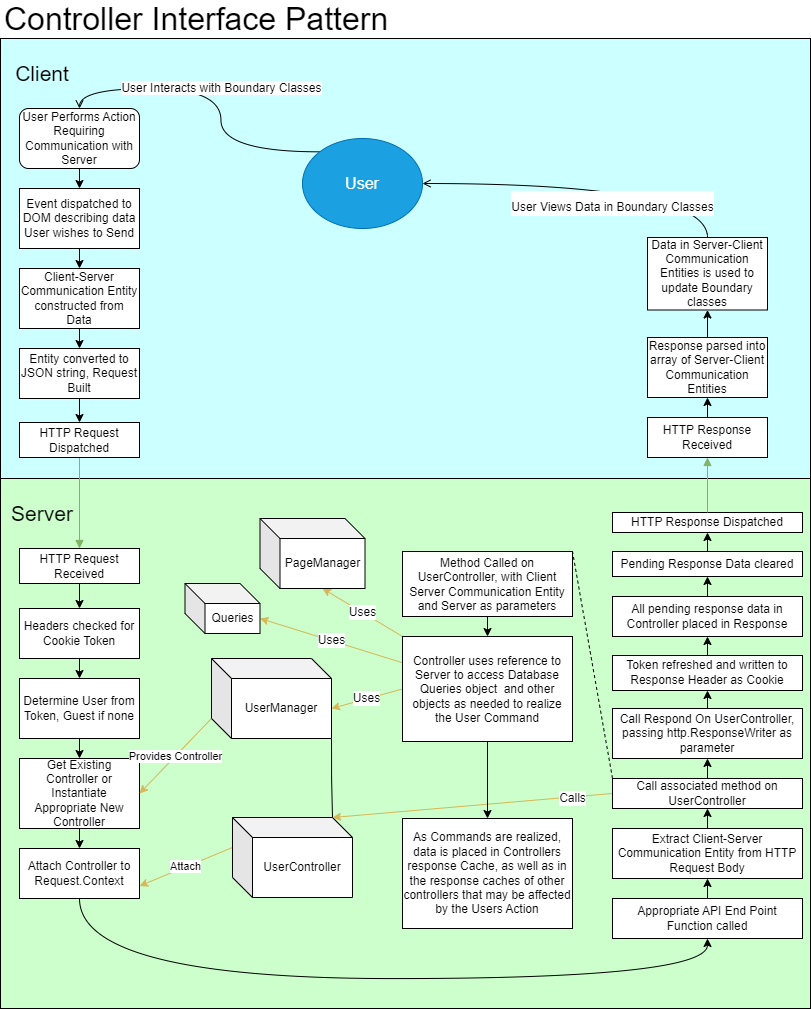 Controller Interface Pattern
Client
User Interacts with Boundary Classes
User Performs Action
Requiring
Communication with
Server
Event dispatched to
DOM describing data
User wishes to Send
Client-Server
Communication Entity
constructed from
Data
Entity converted to
JSON string, Request
Built
HTTP Request
Dispatched
User
User Views Data in Boundary Classes
Data in Server-Client
Communication
Entities is used to
update Boundary
classes
Response parsed into
array of Server-Client
Communication
Entities
HTTP Response
Received
Server
HTTP Request
Received
Headers checked for
Cookie Token
Determine User from
Token, Guest if none
Get Existing
Controller or
Instantiate
Appropriate New
Controller
Attach Controller to
Request.Context
PageManager
Queries
UserManager
UserController
Uses
Uses
Uses
Provides Controller
Attach
Calls
Method Called on
UserController, with Client
Server Communication Entity
and Server as parameters
Controller uses reference to
Server to access Database
Queries object and other
objects as needed to realize
the User Command
As Commands are realized,
data is placed in Controllers
response Cache, as well as in
the response caches of other
controllers that may be affected
by the Users Action
HTTP Response Dispatched
Pending Response Data cleared
All pending response data in
Controller placed in Response
Token refreshed and written to
Response Header as Cookie
Call Respond On UserController,
passing http.ResponseWriter as
parameter
Call associated method on
UserController
Extract Client-Server
Communication Entity from HTTP
Request Body
Appropriate API End Point
Function called